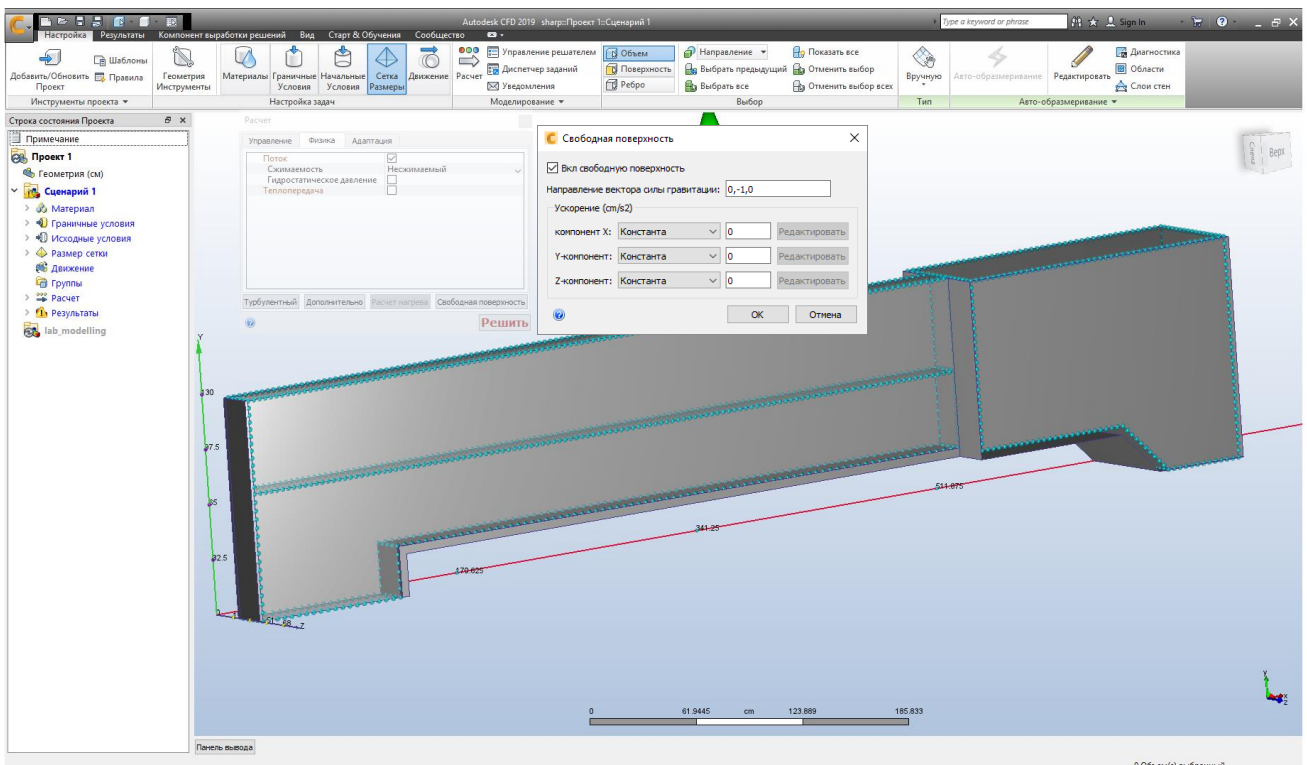 Autodesk CFD 2019 sharp::Проект 1::Сценарий 1
Type a keyword or phrase
Sign In
Настройка Результаты Компонент выработки решений Вид Старт & Обучения Сообщество
Добавить/Обновить Проект
Шаблоны
Правила
Геометрия Инструменты
Материалы
Граничные Условия
Начальные Условия
Сетка Размеры
Движение
Расчет
Управление решателем
Диспетчер заданий
Уведомления
Объем
Поверхность
Ребро
Направление
Выбрать предыдущий
Выбрать все
Показать все
Отменить выбор
Отменить выбор всех
Вручную
Авто-образмеривание
Редактировать
Диагностика
Области
Слои стен
Инструменты проекта
Настройка задач
Моделирование
Выбор
Тип
Авто-образмеривание
Строка состояния Проекта
Примечание
Проект 1
Геометрия (см)
Сценарий 1
Материал
Граничные условия
Исходные условия
Размер сетки
Движение
Группы
Расчет
Результаты
lab_modelling
Расчет
Управление Физика Адаптация
Поток
Сжимаемость Несжимаемый
Гидростатическое давление
Теплопередача
Турбулентный Дополнительно Расчет нагрева Свободная поверхность
Решить
Свободная поверхность
Вкл свободную поверхность
Направление вектора силы гравитации: 0,-1,0
Ускорение (cm/s2)
компонент X: Константа 0 Редактировать
Y-компонент: Константа 0 Редактировать
Z-компонент: Константа 0 Редактировать
OK Отмена
Верх
Y
130
97.5
65
32.5
Z
170.625
341.25
511.875
0 61.9445 cm 123.889 185.833
Y
X
Z
Панель вывода